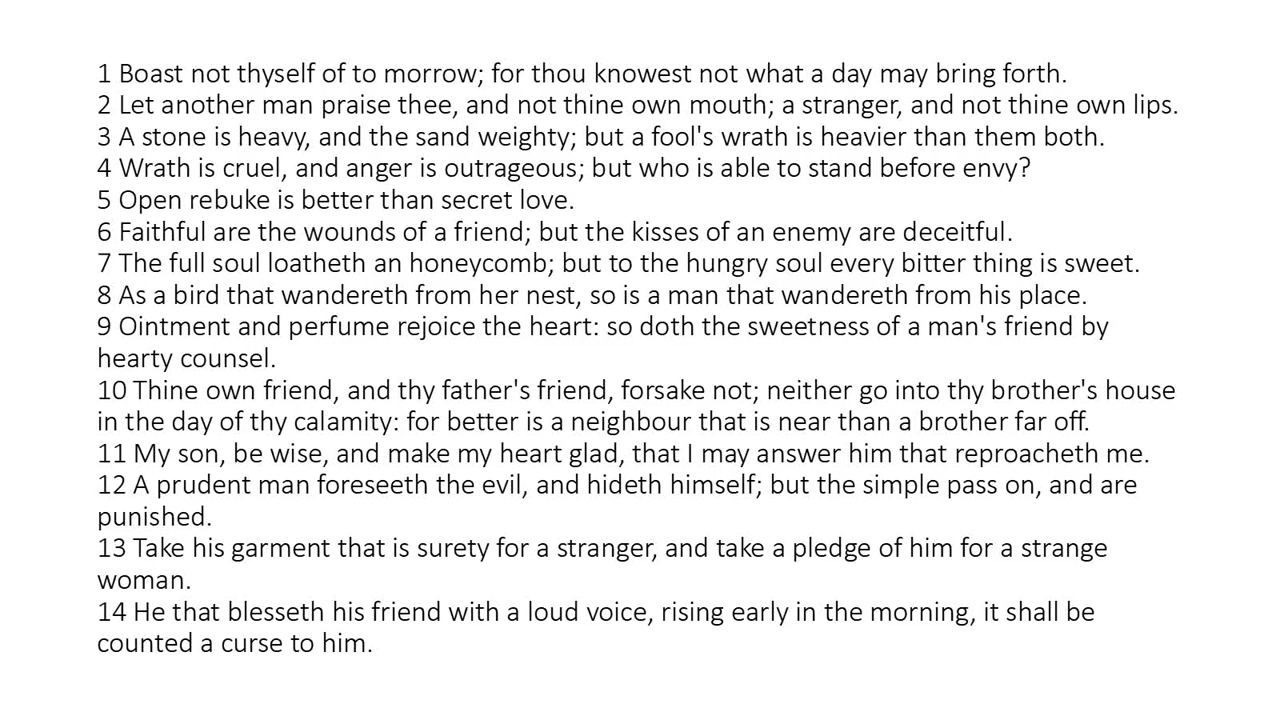 1 Boast not thyself of to morrow; for thou knowest not what a day may bring forth.
2 Let another man praise thee, and not thine own mouth; a stranger, and not thine own lips.
3 A stone is heavy, and the sand weighty; but a fool's wrath is heavier than them both.
4 Wrath is cruel, and anger is outrageous; but who is able to stand before envy?
5 Open rebuke is better than secret love.
6 Faithful are the wounds of a friend; but the kisses of an enemy are deceitful.
7 The full soul loatheth an honeycomb; but to the hungry soul every bitter thing is sweet.
8 As a bird that wandereth from her nest, so is a man that wandereth from his place.
9 Ointment and perfume rejoice the heart: so doth the sweetness of a man's friend by
hearty counsel.
10 Thine own friend, and thy father's friend, forsake not; neither go into thy brother's house
in the day of thy calamity: for better is a neighbour that is near than a brother far off.
11 My son, be wise, and make my heart glad, that I may answer him that reproacheth me.
12 A prudent man foreseeth the evil, and hideth himself; but the simple pass on, and are
punished.
13 Take his garment that is surety for a stranger, and take a pledge of him for a strange
woman.
14 He that blesseth his friend with a loud voice, rising early in the morning, it shall be
counted a curse to him.